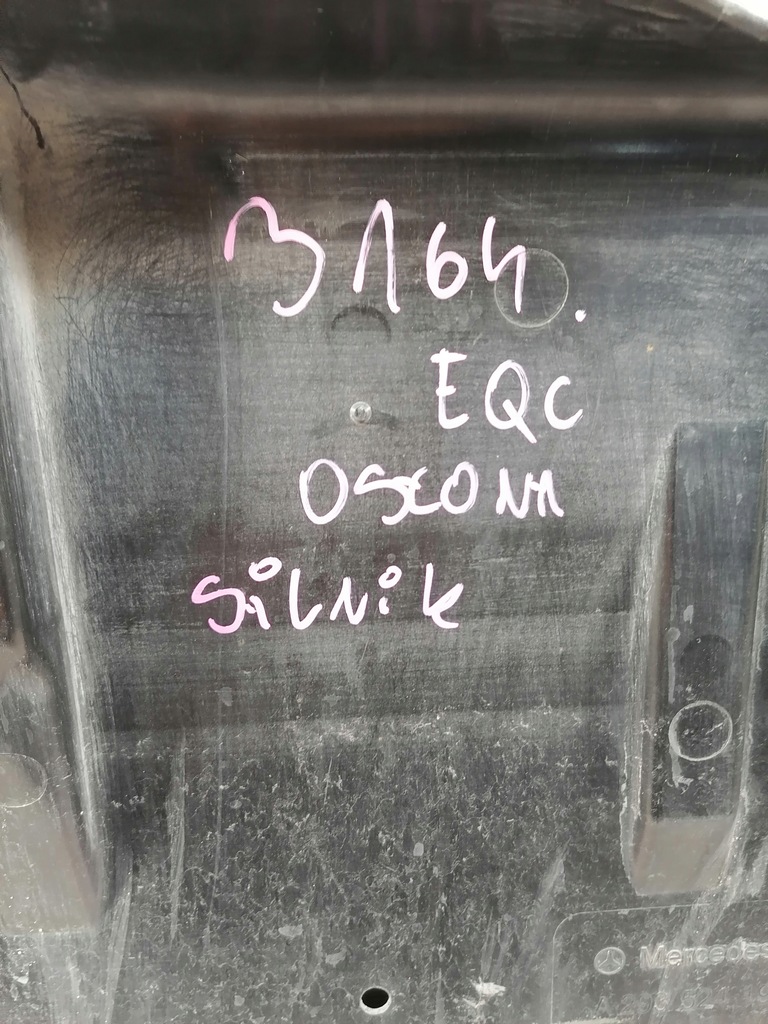 3164.
EQC
OSŁONA
SiLNiK
Mercedes